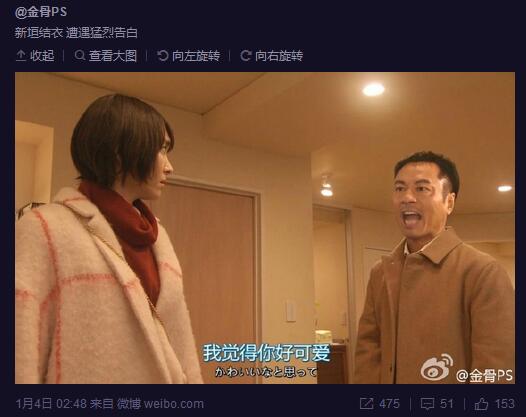 @金骨PS
新垣结衣 遭遇猛烈告白
收起 查看大图 向左旋转 向右旋转
我觉得你好可爱
かわいいなと思って
@金骨PS
1月4日 02:48 来自 微博 weibo.com 475 51 153